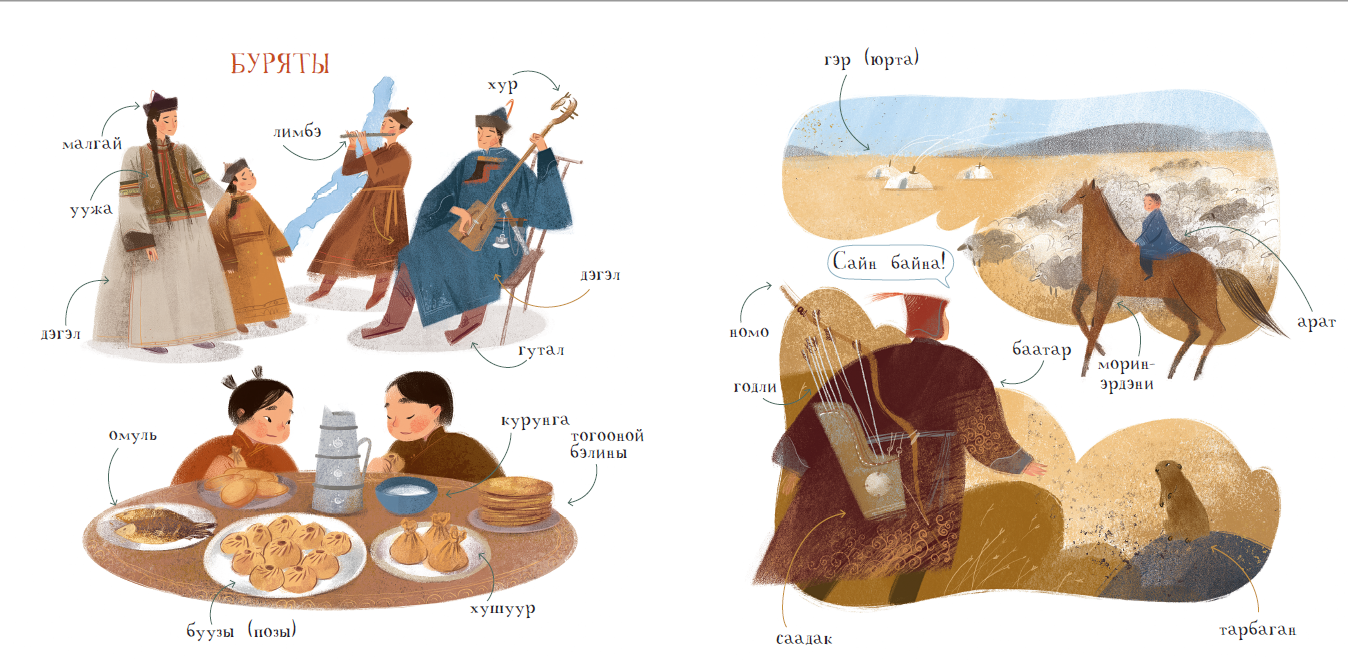 БУРЯТЫ
хур
малгай
лимбэ
уужа
дэгэл
дэгэл
гутал
омуль
курунга
тогооной
бэлины
хушуур
буузы (позы)
гэр (юрта)
Сайн байна!
номо
арат
баатар
морин-
эрдэни
годли
саадак
тарбаган